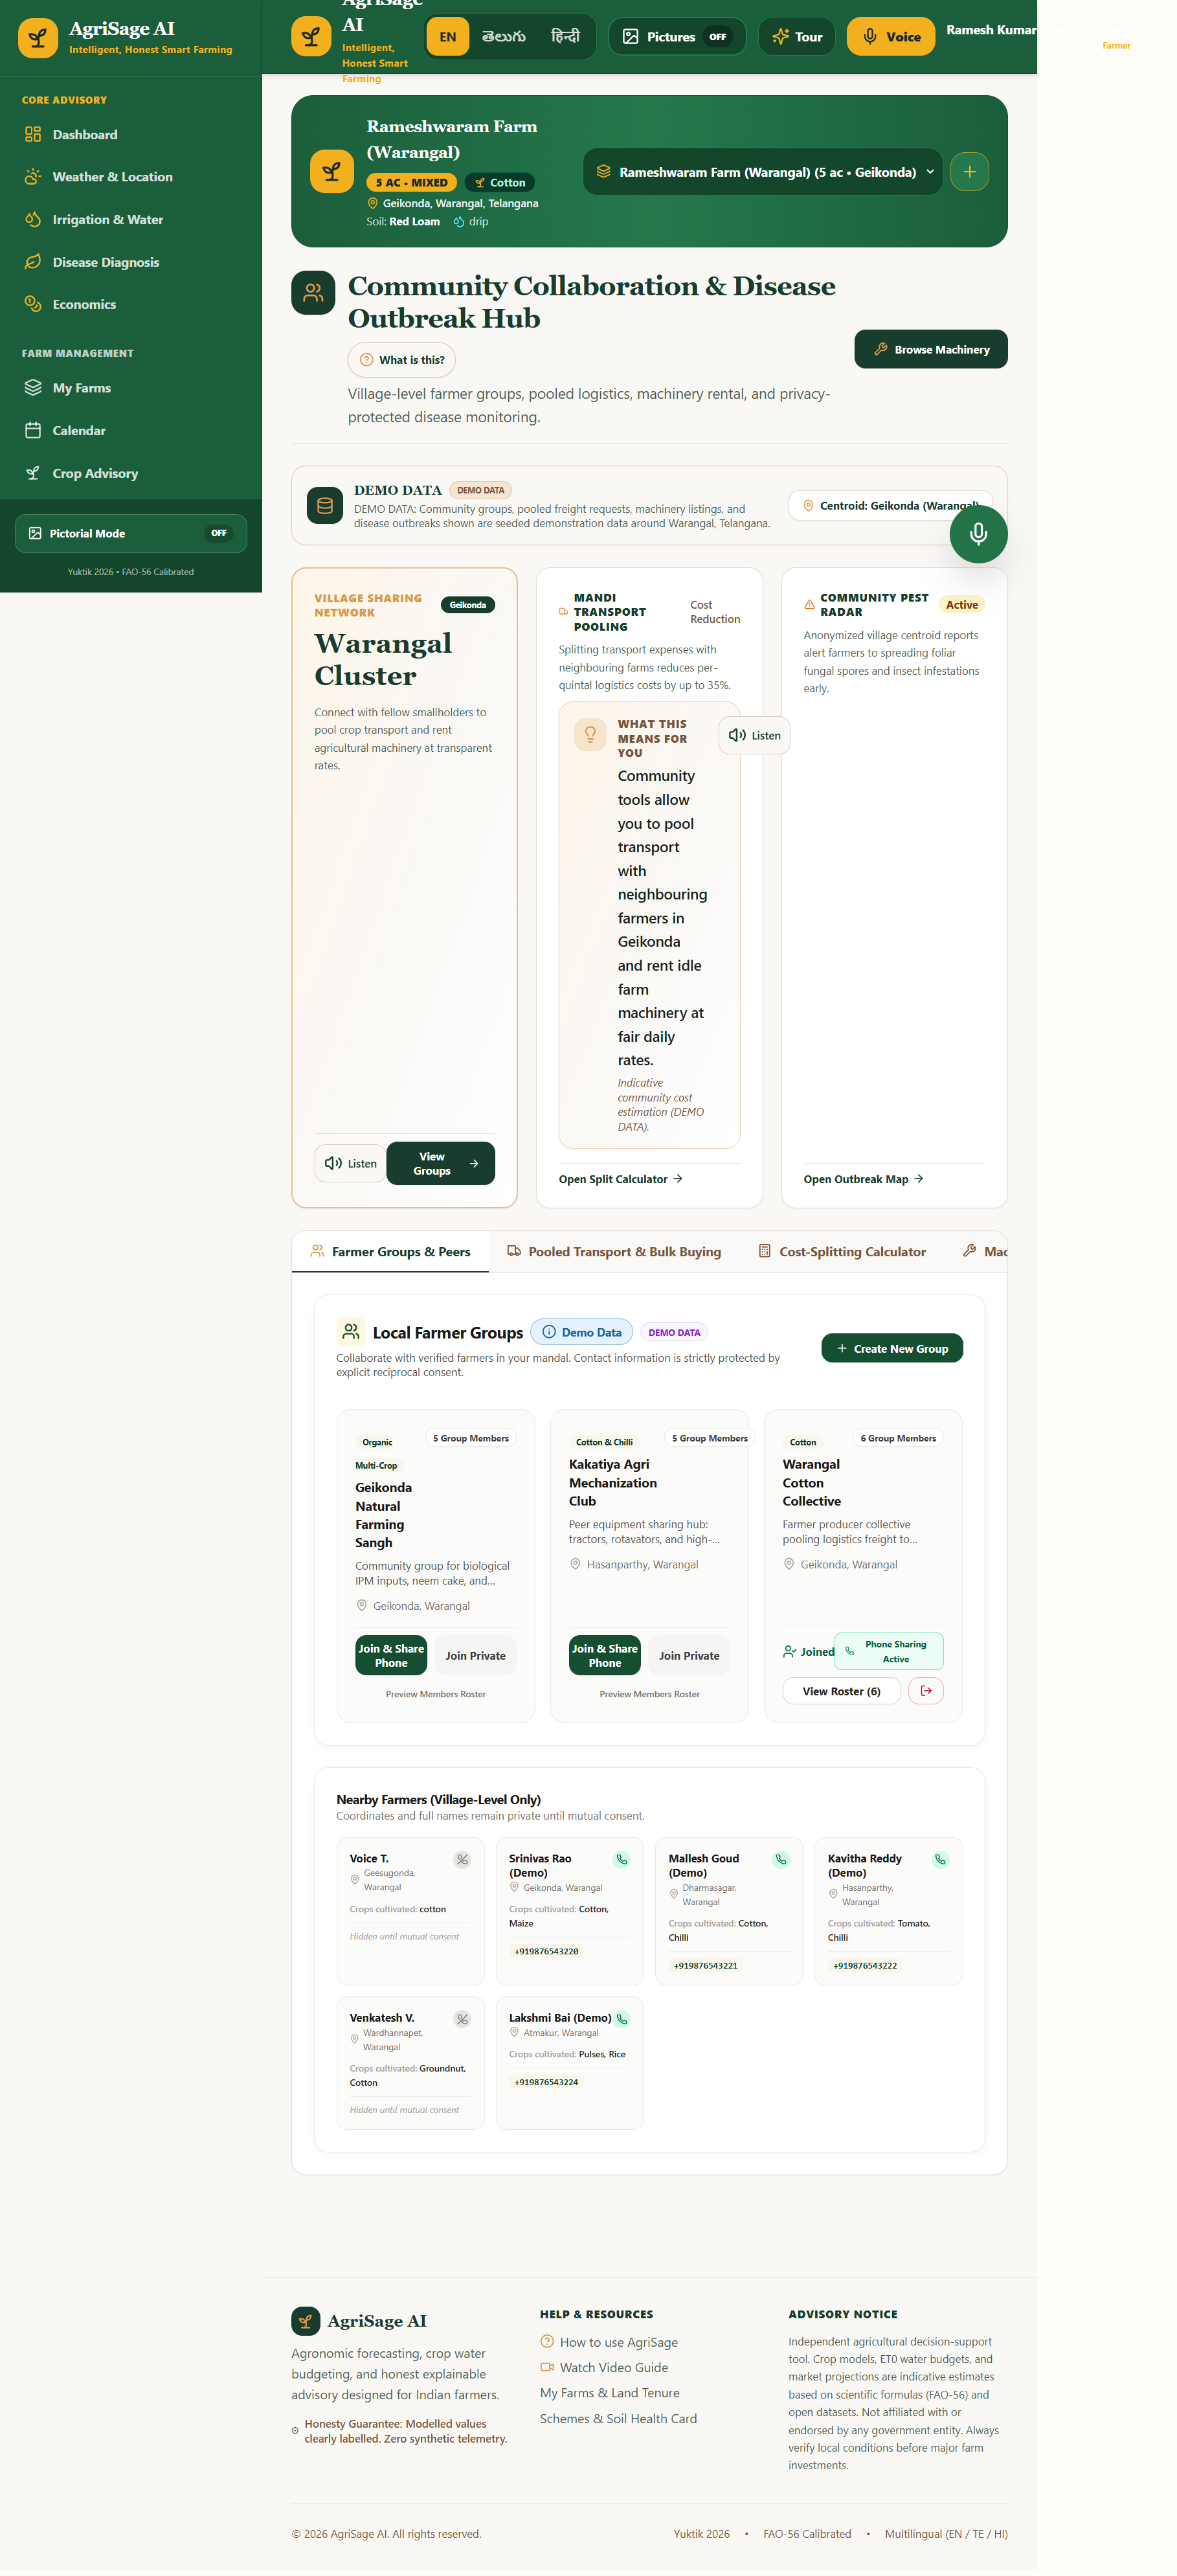 AgriSage AI
Intelligent, Honest Smart Farming
CORE ADVISORY
Dashboard
Weather & Location
Irrigation & Water
Disease Diagnosis
Economics
FARM MANAGEMENT
My Farms
Calendar
Crop Advisory
Pictorial Mode
OFF
Yuktik 2026 • FAO-56 Calibrated
AgriSage
AI
Intelligent,
Honest Smart
Farming
EN
తెలుగు
हिन्दी
Pictures OFF
Tour
Voice
Ramesh Kumar
Farmer
Rameshwaram Farm
(Warangal)
5 AC • MIXED
Cotton
Geikonda, Warangal, Telangana
Soil: Red Loam drip
Rameshwaram Farm (Warangal) (5 ac • Geikonda)
Community Collaboration & Disease
Outbreak Hub
What is this?
Village-level farmer groups, pooled logistics, machinery rental, and privacy-
protected disease monitoring.
Browse Machinery
DEMO DATA DEMO DATA
DEMO DATA: Community groups, pooled freight requests, machinery listings, and
disease outbreaks shown are seeded demonstration data around Warangal, Telangana.
Centroid: Geikonda (Warangal)
VILLAGE SHARING
NETWORK
Geikonda
Warangal
Cluster
Connect with fellow smallholders to
pool crop transport and rent
agricultural machinery at transparent
rates.
Listen
View
Groups
MANDI
TRANSPORT
POOLING
Cost
Reduction
Splitting transport expenses with
neighbouring farms reduces per-
quintal logistics costs by up to 35%.
WHAT THIS
MEANS FOR
YOU
Listen
Community
tools allow
you to pool
transport
with
neighbouring
farmers in
Geikonda
and rent idle
farm
machinery at
fair daily
rates.
Indicative
community cost
estimation (DEMO
DATA).
Open Split Calculator
COMMUNITY PEST
RADAR
Active
Anonymized village centroid reports
alert farmers to spreading foliar
fungal spores and insect infestations
early.
Open Outbreak Map
Farmer Groups & Peers
Pooled Transport & Bulk Buying
Cost-Splitting Calculator
Mac
Local Farmer Groups
Demo Data
DEMO DATA
Collaborate with verified farmers in your mandal. Contact information is strictly protected by
explicit reciprocal consent.
Create New Group
Organic
Multi-Crop
5 Group Members
Geikonda
Natural
Farming
Sangh
Community group for biological
IPM inputs, neem cake, and...
Geikonda, Warangal
Join & Share
Phone
Join Private
Preview Members Roster
Cotton & Chilli
5 Group Members
Kakatiya Agri
Mechanization
Club
Peer equipment sharing hub:
tractors, rotavators, and high-...
Hasanparthy, Warangal
Join & Share
Phone
Join Private
Preview Members Roster
Cotton
6 Group Members
Warangal
Cotton
Collective
Farmer producer collective
pooling logistics freight to...
Geikonda, Warangal
Joined
Phone Sharing
Active
View Roster (6)
Nearby Farmers (Village-Level Only)
Coordinates and full names remain private until mutual consent.
Voice T.
Geesugonda,
Warangal
Crops cultivated: cotton
Hidden until mutual consent
Srinivas Rao
(Demo)
Geikonda, Warangal
Crops cultivated: Cotton,
Maize
+919876543220
Mallesh Goud
(Demo)
Dharmasagar,
Warangal
Crops cultivated: Cotton,
Chilli
+919876543221
Kavitha Reddy
(Demo)
Hasanparthy,
Warangal
Crops cultivated: Tomato,
Chilli
+919876543222
Venkatesh V.
Wardhannapet,
Warangal
Crops cultivated: Groundnut,
Cotton
Hidden until mutual consent
Lakshmi Bai (Demo)
Atmakur, Warangal
Crops cultivated: Pulses, Rice
+919876543224
AgriSage AI
Agronomic forecasting, crop water
budgeting, and honest explainable
advisory designed for Indian farmers.
Honesty Guarantee: Modelled values
clearly labelled. Zero synthetic telemetry.
HELP & RESOURCES
How to use AgriSage
Watch Video Guide
My Farms & Land Tenure
Schemes & Soil Health Card
ADVISORY NOTICE
Independent agricultural decision-support
tool. Crop models, ET0 water budgets, and
market projections are indicative estimates
based on scientific formulas (FAO-56) and
open datasets. Not affiliated with or
endorsed by any government entity. Always
verify local conditions before major farm
investments.
© 2026 AgriSage AI. All rights reserved.
Yuktik 2026 • FAO-56 Calibrated • Multilingual (EN / TE / HI)